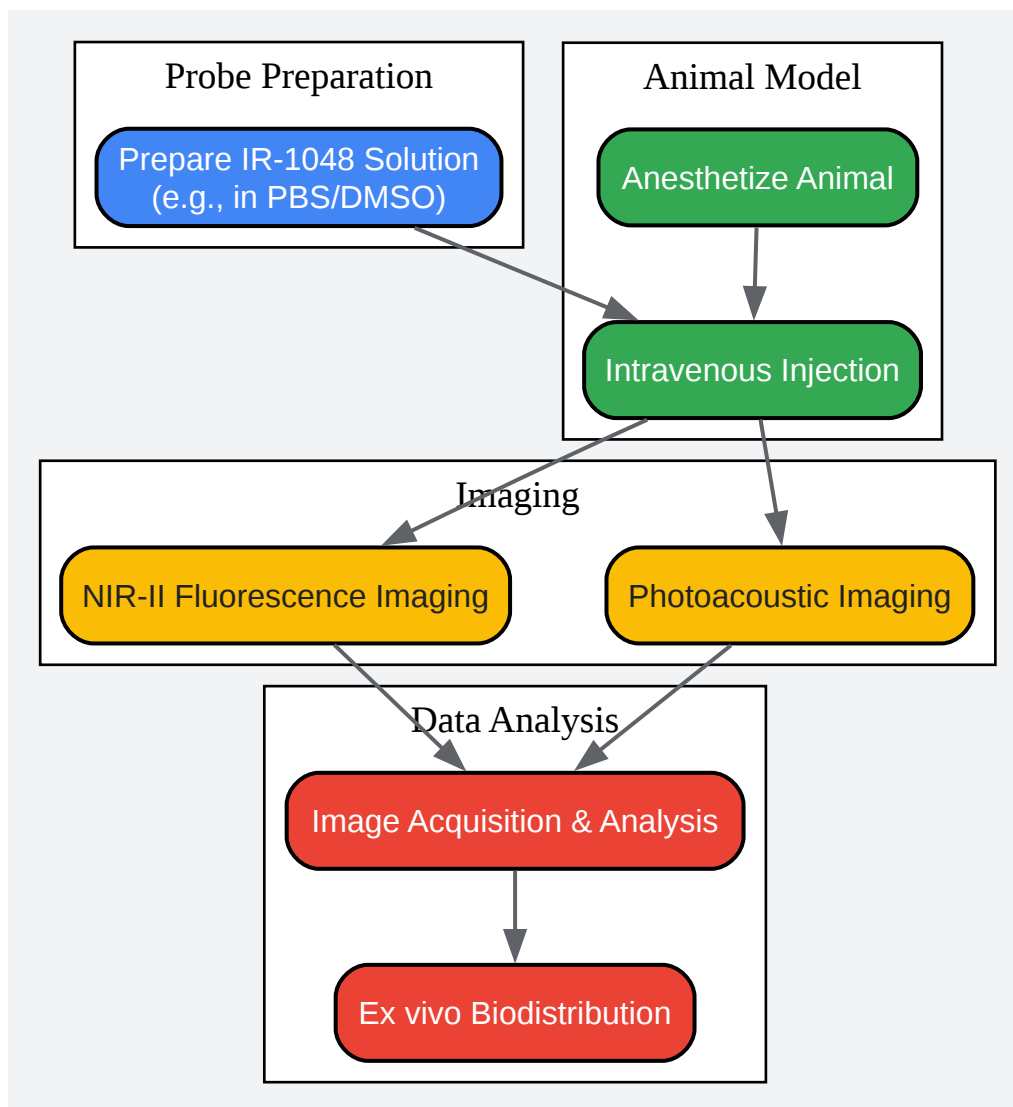 Probe Preparation
Prepare IR-1048 Solution
(e.g., in PBS/DMSO)
Animal Model
Anesthetize Animal
Intravenous Injection
Imaging
NIR-II Fluorescence Imaging
Photoacoustic Imaging
Data Analysis
Image Acquisition & Analysis
Ex vivo Biodistribution